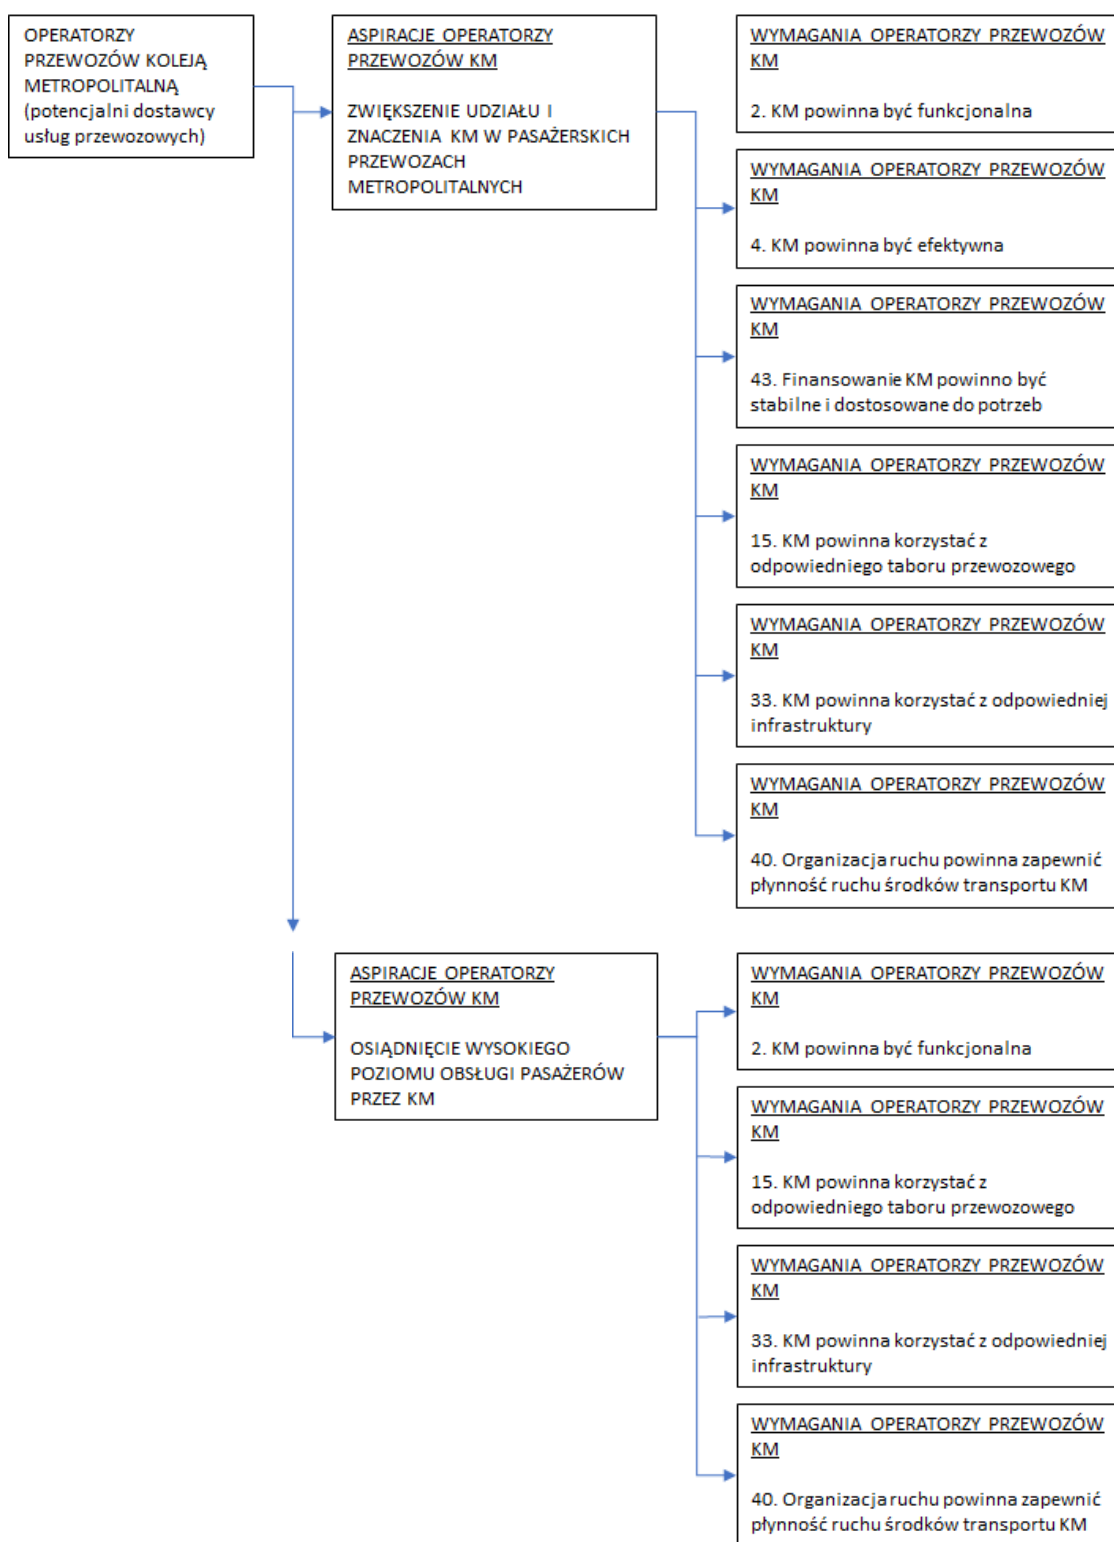 OPERATORZY
PRZEWOZÓW KOLEJĄ
METROPOLITALNĄ
(potencjalni dostawcy
usług przewozowych)
ASPIRACJE OPERATORZY
PRZEWOZÓW KM
ZWIĘKSZENIE UDZIAŁU I
ZNACZENIA KM W PASAŻERSKICH
PRZEWOZACH
METROPOLITALNYCH
WYMAGANIA OPERATORZY PRZEWOZÓW
KM
2. KM powinna być funkcjonalna
WYMAGANIA OPERATORZY PRZEWOZÓW
KM
4. KM powinna być efektywna
WYMAGANIA OPERATORZY PRZEWOZÓW
KM
43. Finansowanie KM powinno być
stabilne i dostosowane do potrzeb
WYMAGANIA OPERATORZY PRZEWOZÓW
KM
15. KM powinna korzystać z
odpowiedniego taboru przewozowego
WYMAGANIA OPERATORZY PRZEWOZÓW
KM
33. KM powinna korzystać z odpowiedniej
infrastruktury
WYMAGANIA OPERATORZY PRZEWOZÓW
KM
40. Organizacja ruchu powinna zapewnić
płynność ruchu środków transportu KM
ASPIRACJE OPERATORZY
PRZEWOZÓW KM
OSIĄDNIĘCIE WYSOKIEGO
POZIOMU OBSŁUGI PASAŻERÓW
PRZEZ KM
WYMAGANIA OPERATORZY PRZEWOZÓW
KM
2. KM powinna być funkcjonalna
WYMAGANIA OPERATORZY PRZEWOZÓW
KM
15. KM powinna korzystać z
odpowiedniego taboru przewozowego
WYMAGANIA OPERATORZY PRZEWOZÓW
KM
33. KM powinna korzystać z odpowiedniej
infrastruktury
WYMAGANIA OPERATORZY PRZEWOZÓW
KM
40. Organizacja ruchu powinna zapewnić
płynność ruchu środków transportu KM